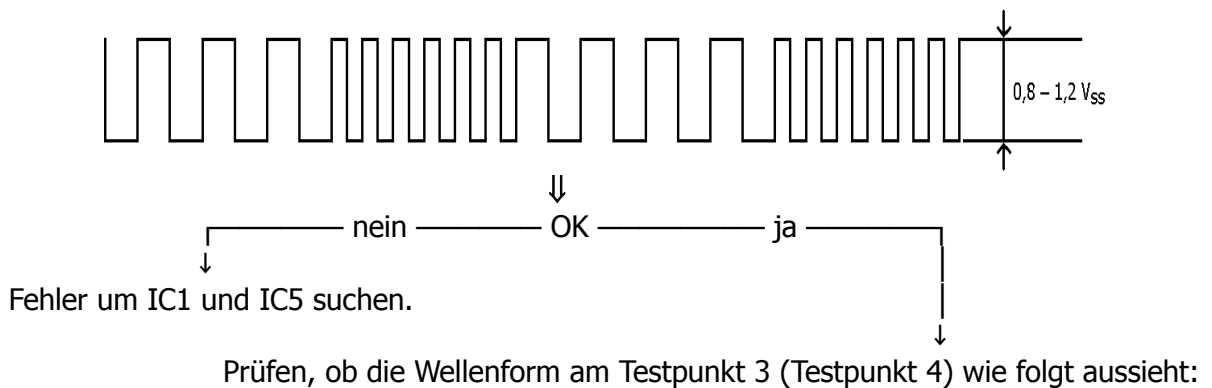 0,8 – 1,2 Vss
nein OK ja
Fehler um IC1 und IC5 suchen.
Prüfen, ob die Wellenform am Testpunkt 3 (Testpunkt 4) wie folgt aussieht: